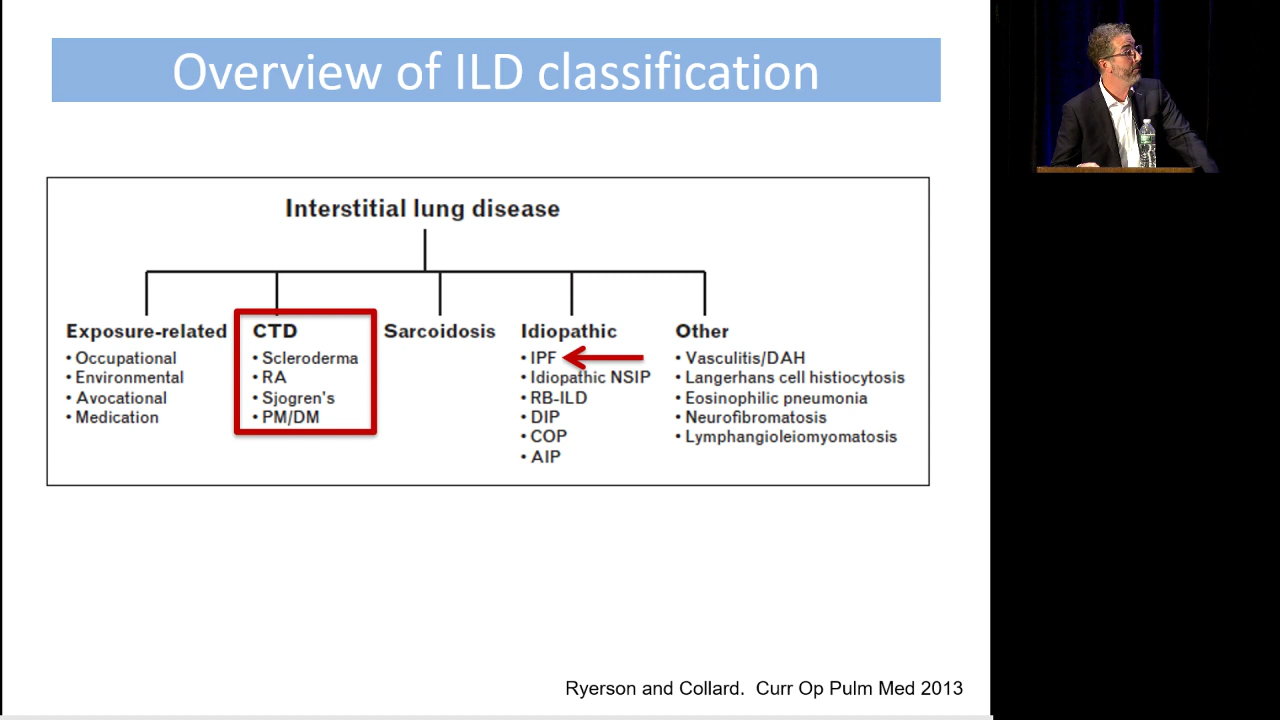 Overview of ILD classification
Interstitial lung disease
Exposure-related
• Occupational
• Environmental
• Avocational
• Medication
CTD
• Scleroderma
• RA
• Sjogren's
• PM/DM
Sarcoidosis
Idiopathic
• IPF
• Idiopathic NSIP
• RB-ILD
• DIP
• COP
• AIP
Other
• Vasculitis/DAH
• Langerhans cell histiocytosis
• Eosinophilic pneumonia
• Neurofibromatosis
• Lymphangioleiomyomatosis
Ryerson and Collard. Curr Op Pulm Med 2013